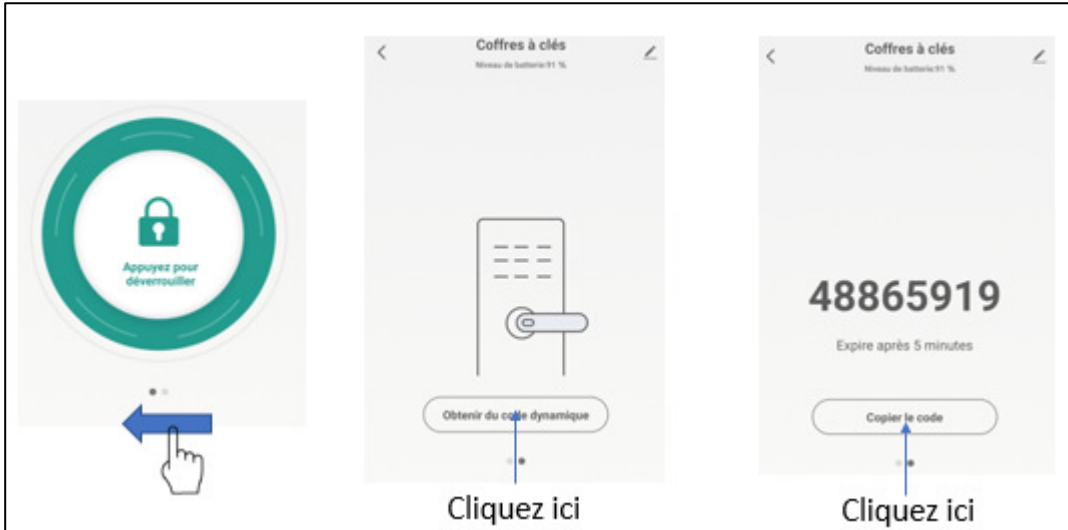 Appuyez pour
déverrouiller
Coffres à clés
Niveau de batterie:91 %
Obtenir du code dynamique
Cliquez ici
Coffres à clés
Niveau de batterie:91 %
48865919
Expire après 5 minutes
Copier le code
Cliquez ici